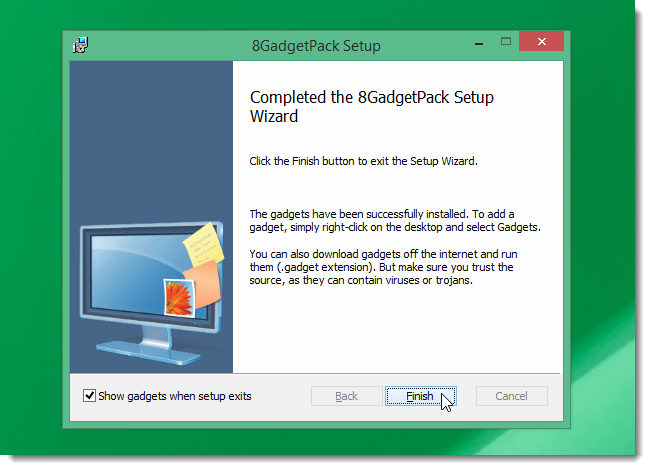 8GadgetPack Setup
Completed the 8GadgetPack Setup
Wizard
Click the Finish button to exit the Setup Wizard.
The gadgets have been successfully installed. To add a
gadget, simply right-click on the desktop and select Gadgets.
You can also download gadgets off the internet and run
them (.gadget extension). But make sure you trust the
source, as they can contain viruses or trojans.
Show gadgets when setup exits
Back
Finish
Cancel